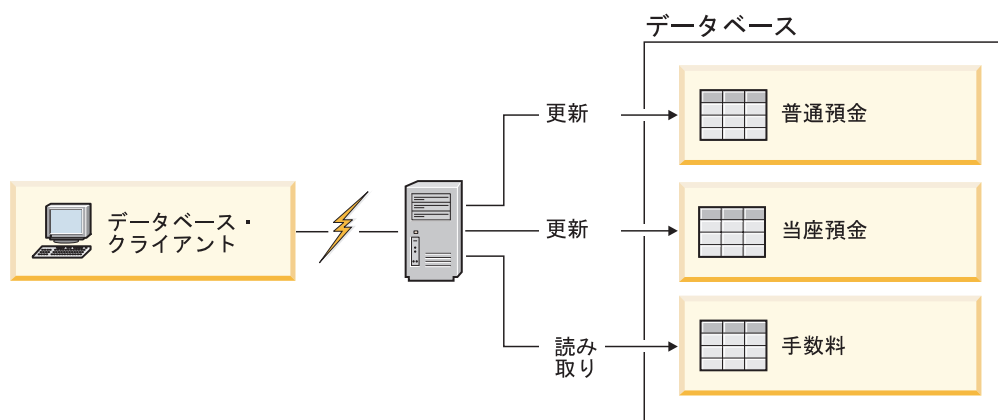 データベース
更新
普通預金
データベース・
クライアント
更新
当座預金
読み
取り
手数料